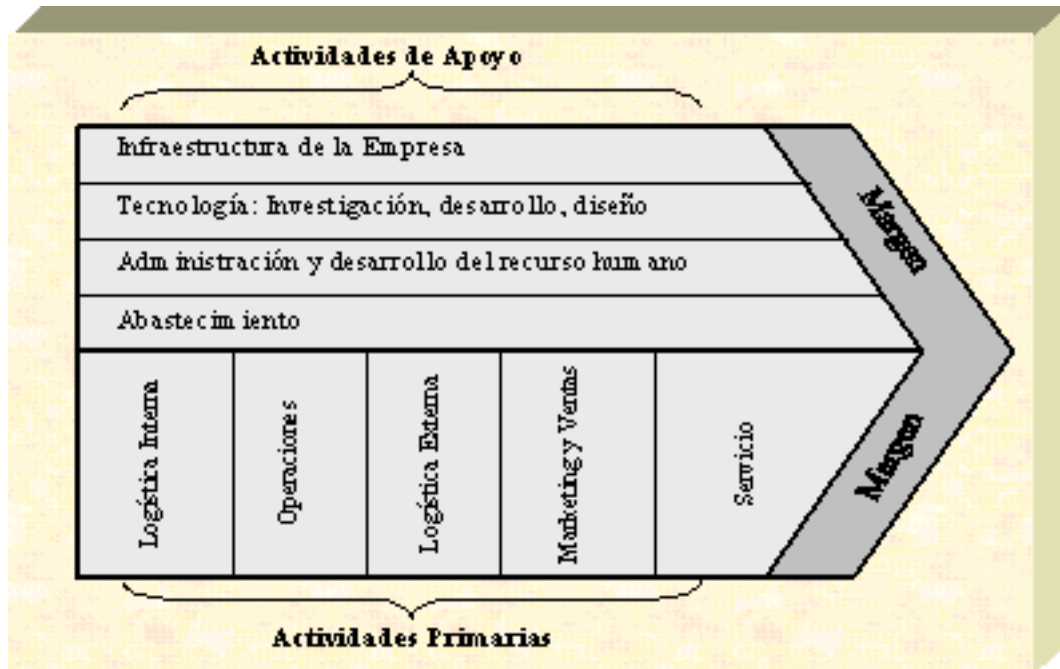 Actividades de Apoyo
Infraestructura de la Empresa
Tecnología: Investigación, desarrollo, diseño
Administración y desarrollo del recurso humano
Abastecimiento
Margen
Logística Interna
Operaciones
Logística Externa
Marketing y Ventas
Servicio
Margen
Actividades Primarias